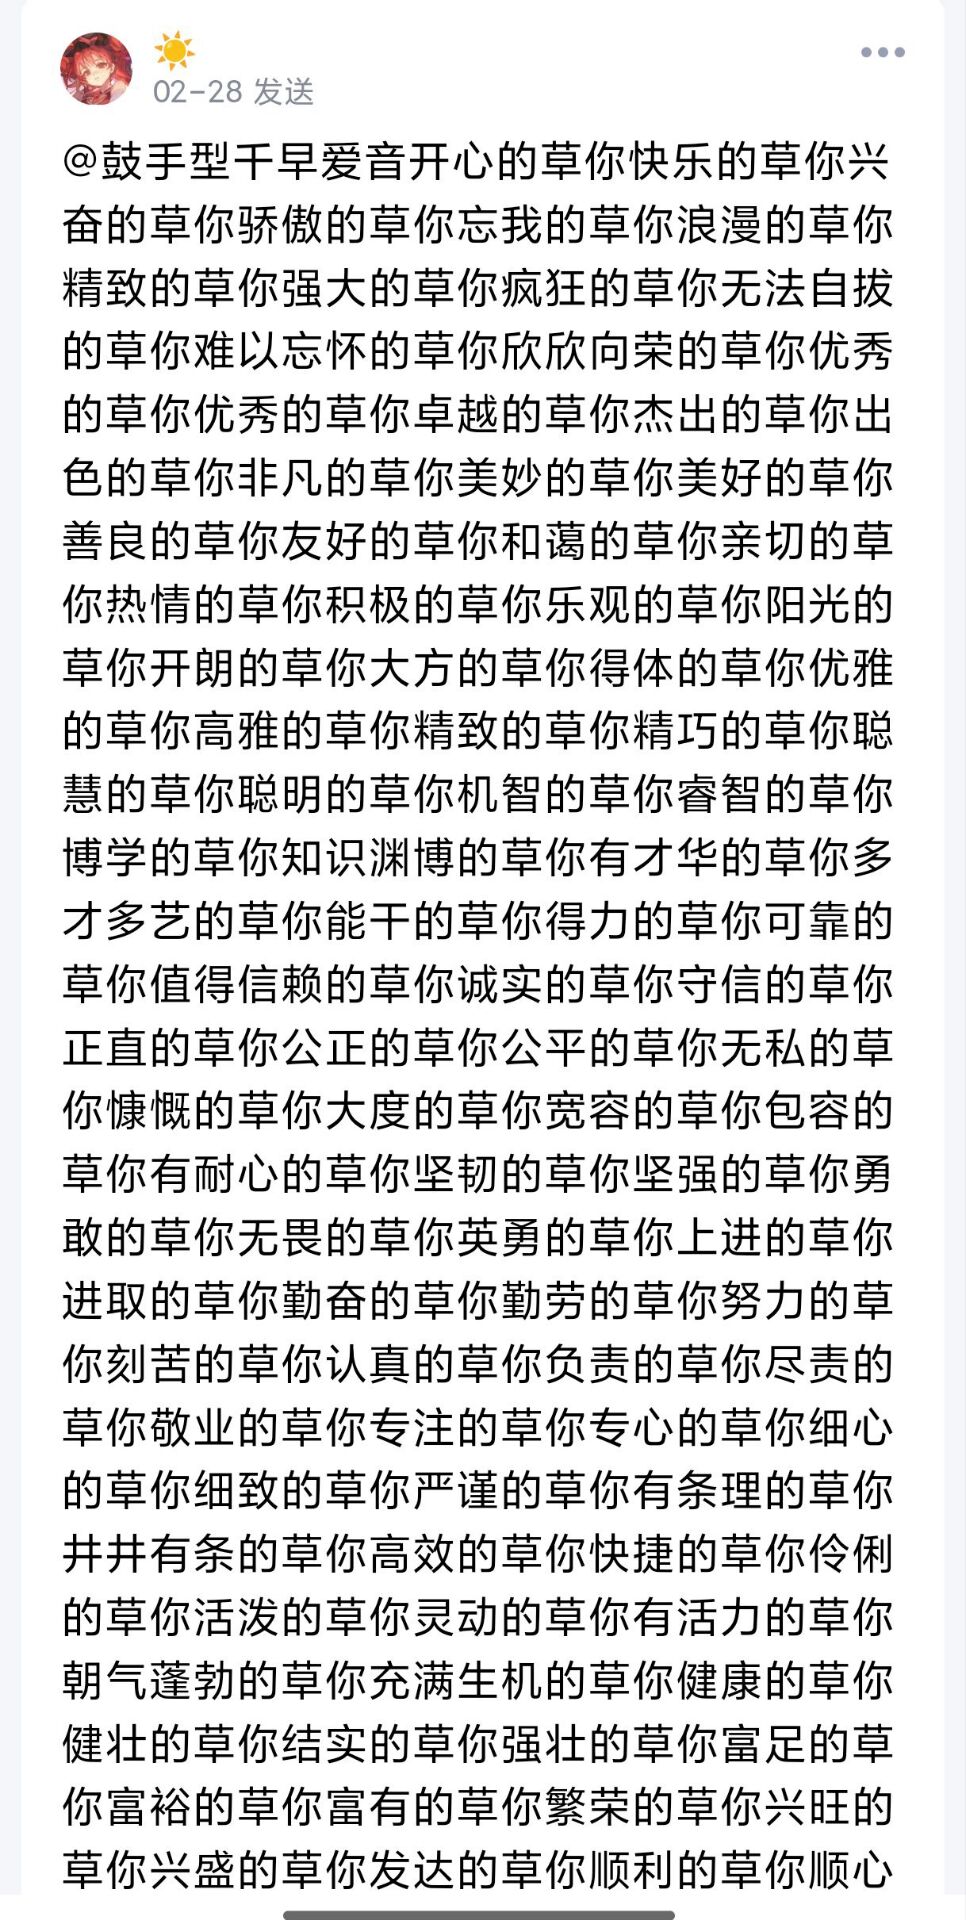 ☀️
02-28 发送
@鼓手型千早爱音开心的草你快乐的草你兴
奋的草你骄傲的草你忘我的草你浪漫的草你
精致的草你强大的草你疯狂的草你无法自拔
的草你难以忘怀的草你欣欣向荣的草你优秀
的草你优秀的草你卓越的草你杰出的草你出
色的草你非凡的草你美妙的草你美好的草你
善良的草你友好的草你和蔼的草你亲切的草
你热情的草你积极的草你乐观的草你阳光的
草你开朗的草你大方的草你得体的草你优雅
的草你高雅的草你精致的草你精巧的草你聪
慧的草你聪明的草你机智的草你睿智的草你
博学的草你知识渊博的草你有才华的草你多
才多艺的草你能干的草你得力的草你可靠的
草你值得信赖的草你诚实的草你守信的草你
正直的草你公正的草你公平的草你无私的草
你慷慨的草你大度的草你宽容的草你包容的
草你有耐心的草你坚韧的草你坚强的草你勇
敢的草你无畏的草你英勇的草你上进的草你
进取的草你勤奋的草你勤劳的草你努力的草
你刻苦的草你认真的草你负责的草你尽责的
草你敬业的草你专注的草你专心的草你细心
的草你细致的草你严谨的草你有条理的草你
井井有条的草你高效的草你快捷的草你伶俐
的草你活泼的草你灵动的草你有活力的草你
朝气蓬勃的草你充满生机的草你健康的草你
健壮的草你结实的草你强壮的草你富足的草
你富裕的草你富有的草你繁荣的草你兴旺的
草你兴盛的草你发达的草你顺利的草你顺心